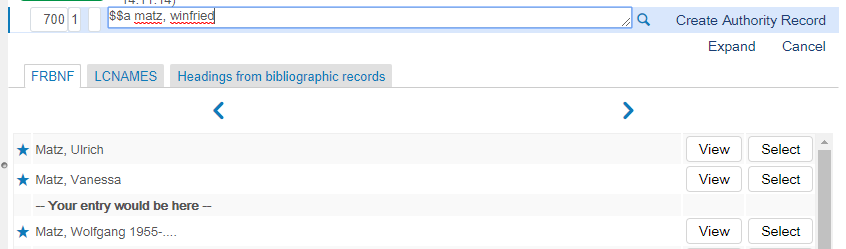 14.11.14)
700 1 $$a matz, winfried Create Authority Record
Expand Cancel
FRBNF LCNAMES Headings from bibliographic records
Matz, Ulrich View Select
Matz, Vanessa View Select
-- Your entry would be here --
Matz, Wolfgang 1955-.... View Select